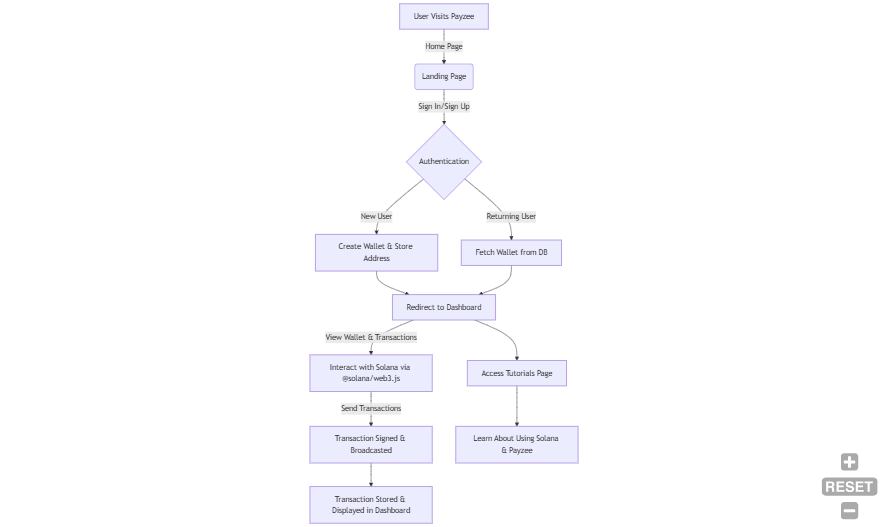 User Visits Payzee
Home Page
Landing Page
Sign In/Sign Up
Authentication
New User
Returning User
Create Wallet & Store
Address
Fetch Wallet from DB
Redirect to Dashboard
View Wallet & Transactions
Interact with Solana via
@solana/web3.js
Access Tutorials Page
Send Transactions
Transaction Signed &
Broadcasted
Learn About Using Solana
& Payzee
Transaction Stored &
Displayed in Dashboard
RESET